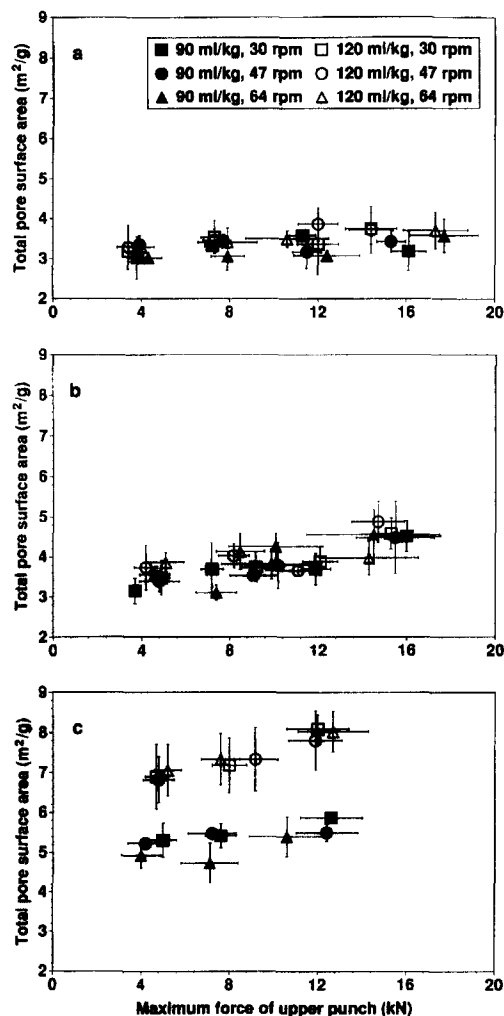 a
90 ml/kg, 30 rpm 120 ml/kg, 30 rpm
90 ml/kg, 47 rpm 120 ml/kg, 47 rpm
90 ml/kg, 64 rpm 120 ml/kg, 64 rpm
Total pore surface area (m²/g)
9
8
7
6
5
4
3
2
0 4 8 12 16 20
b
Total pore surface area (m²/g)
9
8
7
6
5
4
3
2
0 4 8 12 16 20
c
Total pore surface area (m²/g)
9
8
7
6
5
4
3
2
0 4 8 12 16 20
Maximum force of upper punch (kN)